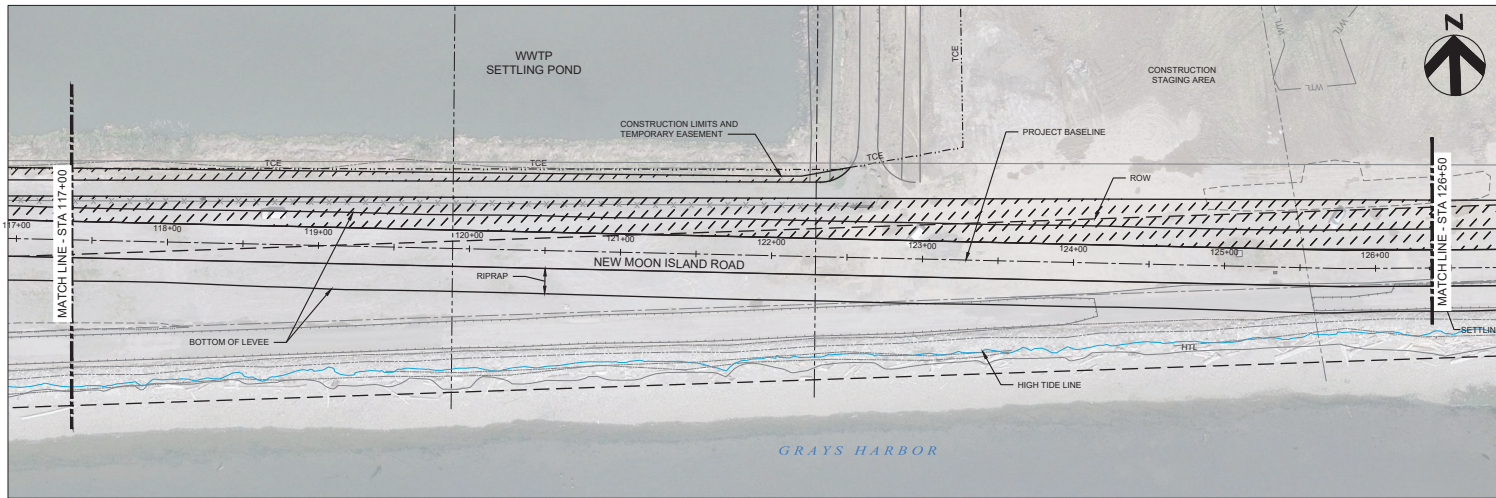 WWTP
SETTLING POND
CONSTRUCTION
STAGING AREA
N
TCE
WTL
WTL
WTL
CONSTRUCTION LIMITS AND
TEMPORARY EASEMENT
PROJECT BASELINE
TCE
TCE
TCE
ROW
MATCH LINE - STA 117+00
MATCH LINE - STA 126+50
117+00
118+00
119+00
120+00
121+00
122+00
123+00
124+00
125+00
126+00
NEW MOON ISLAND ROAD
RIPRAP
BOTTOM OF LEVEE
SETTLIN
HTL
HIGH TIDE LINE
GRAYS HARBOR